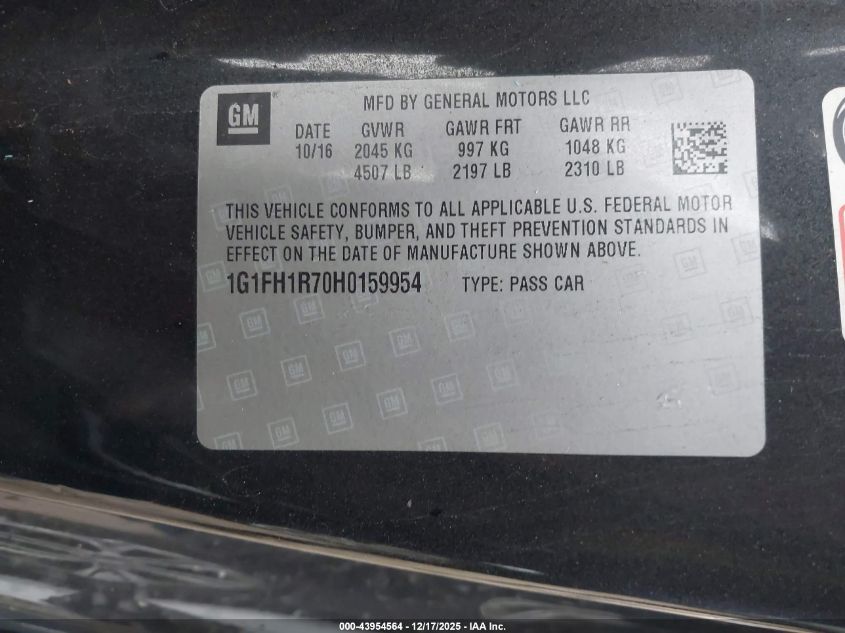 GM
MFD BY GENERAL MOTORS LLC
DATE GVWR GAWR FRT GAWR RR
10/16 2045 KG 997 KG 1048 KG
4507 LB 2197 LB 2310 LB
THIS VEHICLE CONFORMS TO ALL APPLICABLE U.S. FEDERAL MOTOR
VEHICLE SAFETY, BUMPER, AND THEFT PREVENTION STANDARDS IN
EFFECT ON THE DATE OF MANUFACTURE SHOWN ABOVE.
1G1FH1R70H0159954 TYPE: PASS CAR
000-43954564 - 12/17/2025 - IAA Inc.